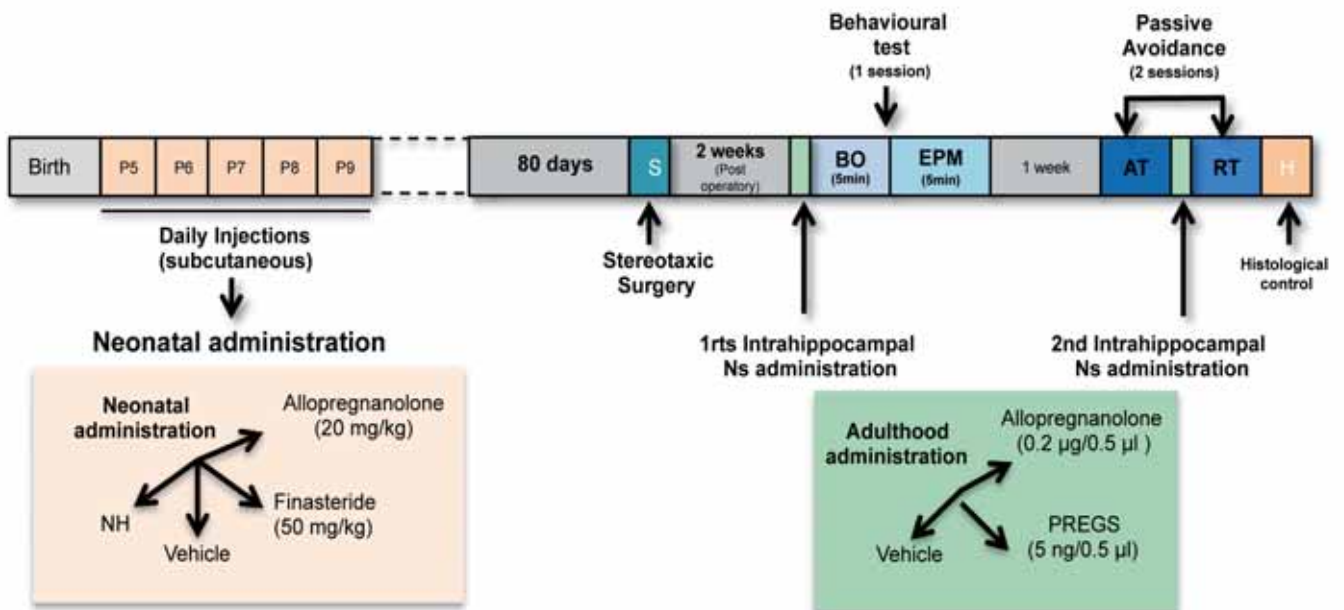 Behavioural
test
(1 session)
Passive
Avoidance
(2 sessions)
Birth
P5
P6
P7
P8
P9
80 days
S
2 weeks
(Post
operatory)
BO
(5min)
EPM
(5min)
1 week
AT
RT
H
Daily Injections
(subcutaneous)
Stereotaxic
Surgery
Histological
control
Neonatal administration
1rts Intrahippocampal
Ns administration
2nd Intrahippocampal
Ns administration
Neonatal
administration
Allopregnanolone
(20 mg/kg)
NH
Vehicle
Finasteride
(50 mg/kg)
Adulthood
administration
Allopregnanolone
(0.2 µg/0.5 µl )
Vehicle
PREGS
(5 ng/0.5 µl)